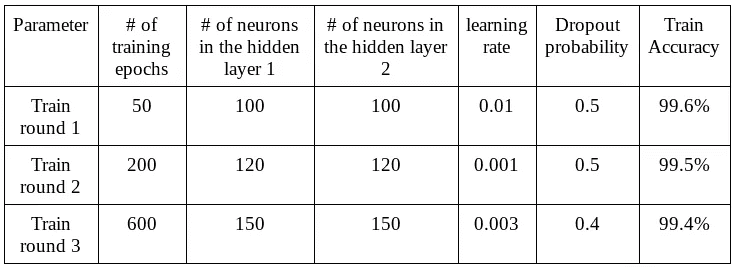 Parameter
# of
training
epochs
# of neurons
in the hidden
layer 1
# of neurons in
the hidden layer
2
learning
rate
Dropout
probability
Train
Accuracy
Train
round 1
50
100
100
0.01
0.5
99.6%
Train
round 2
200
120
120
0.001
0.5
99.5%
Train
round 3
600
150
150
0.003
0.4
99.4%